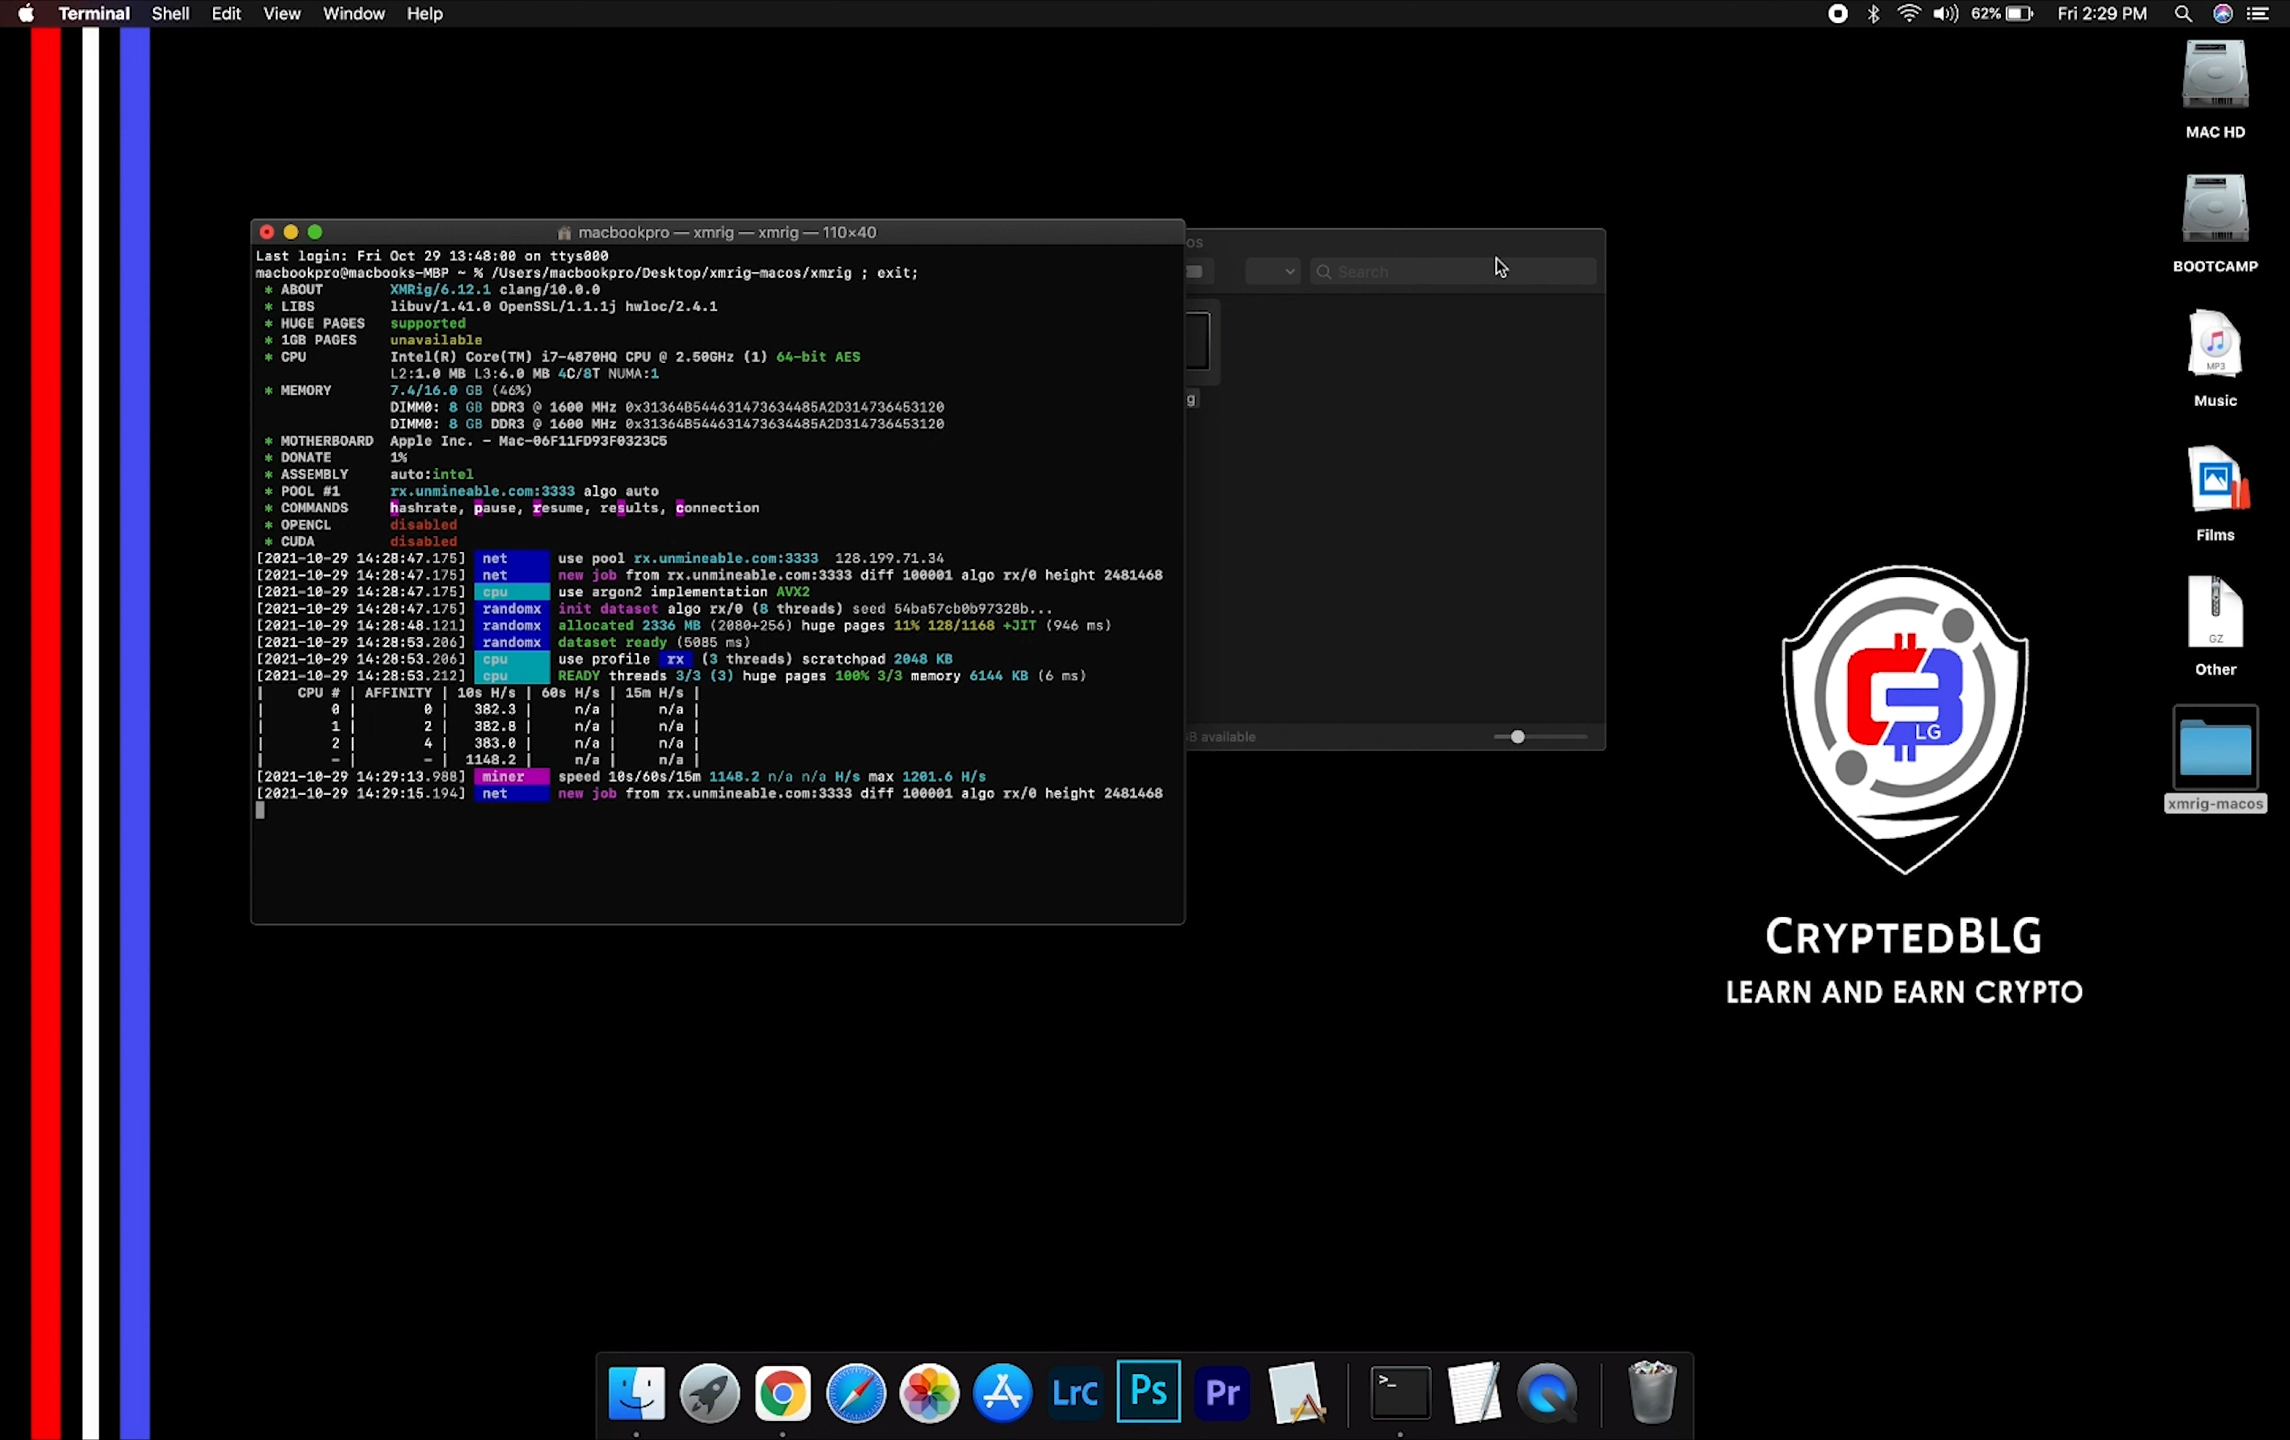 Terminal Shell Edit View Window Help
62% Fri 2:29 PM
macbookpro — xmrig — xmrig — 110×40
Last login: Fri Oct 29 13:48:00 on ttys000
macbookpro@macbooks-MBP ~ % /Users/macbookpro/Desktop/xmrig-macos/xmrig ; exit;
* ABOUT XMRig/6.12.1 clang/10.0.0
* LIBS libuv/1.41.0 OpenSSL/1.1.1j hwloc/2.4.1
* HUGE PAGES supported
* 1GB PAGES unavailable
* CPU Intel(R) Core(TM) i7-4870HQ CPU @ 2.50GHz (1) 64-bit AES
L2:1.0 MB L3:6.0 MB 4C/8T NUMA:1
* MEMORY 7.4/16.0 GB (46%)
DIMM0: 8 GB DDR3 @ 1600 MHz 0x31364B544631473634485A2D314736453120
DIMM0: 8 GB DDR3 @ 1600 MHz 0x31364B544631473634485A2D314736453120
* MOTHERBOARD Apple Inc. - Mac-06F11FD93F0323C5
* DONATE 1%
* ASSEMBLY auto:intel
* POOL #1 rx.unmineable.com:3333 algo auto
* COMMANDS hashrate, pause, resume, results, connection
* OPENCL disabled
* CUDA disabled
[2021-10-29 14:28:47.175] net use pool rx.unmineable.com:3333 128.199.71.34
[2021-10-29 14:28:47.175] net new job from rx.unmineable.com:3333 diff 100001 algo rx/0 height 2481468
[2021-10-29 14:28:47.175] cpu use argon2 implementation AVX2
[2021-10-29 14:28:47.175] randomx init dataset algo rx/0 (8 threads) seed 54ba57cb0b97328b...
[2021-10-29 14:28:48.121] randomx allocated 2336 MB (2080+256) huge pages 11% 128/1168 +JIT (946 ms)
[2021-10-29 14:28:53.206] randomx dataset ready (5085 ms)
[2021-10-29 14:28:53.206] cpu use profile rx (3 threads) scratchpad 2048 KB
[2021-10-29 14:28:53.212] cpu READY threads 3/3 (3) huge pages 100% 3/3 memory 6144 KB (6 ms)
| CPU # | AFFINITY | 10s H/s | 60s H/s | 15m H/s |
| 0 | 0 | 382.3 | n/a | n/a |
| 1 | 2 | 382.8 | n/a | n/a |
| 2 | 4 | 383.0 | n/a | n/a |
| - | - | 1148.2 | n/a | n/a |
[2021-10-29 14:29:13.988] miner speed 10s/60s/15m 1148.2 n/a n/a H/s max 1201.6 H/s
[2021-10-29 14:29:15.194] net new job from rx.unmineable.com:3333 diff 100001 algo rx/0 height 2481468
os
Search
g
B available
MAC HD
BOOTCAMP
MP3
Music
Films
GZ
Other
xmrig-macos
LG
CRYPTEDBLG
LEARN AND EARN CRYPTO
LrC Ps Pr >_